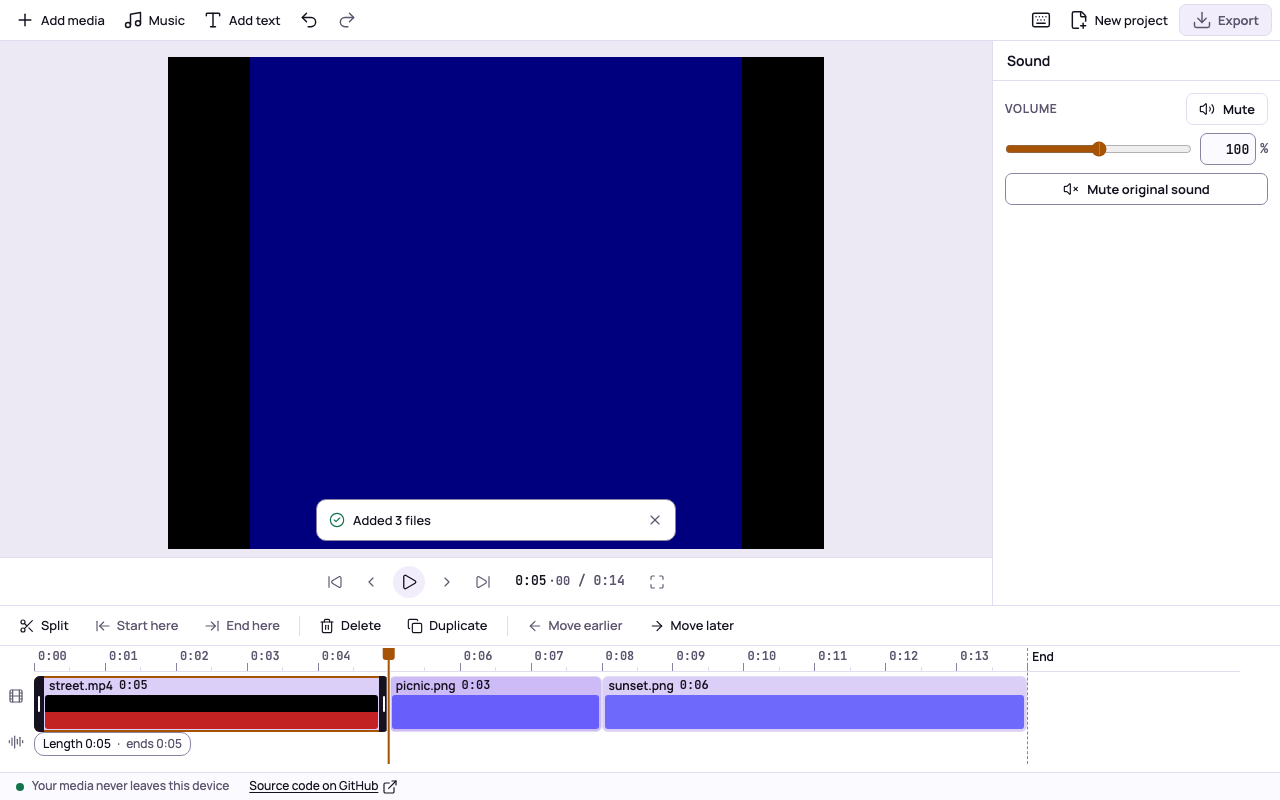 Add media Music Add text New project Export
Sound
VOLUME Mute
100 %
Mute original sound
Added 3 files
0:05·00 / 0:14
Split Start here End here Delete Duplicate Move earlier Move later
0:00 0:01 0:02 0:03 0:04 0:06 0:07 0:08 0:09 0:10 0:11 0:12 0:13 End
street.mp4 0:05 picnic.png 0:03 sunset.png 0:06
Length 0:05 · ends 0:05
Your media never leaves this device Source code on GitHub